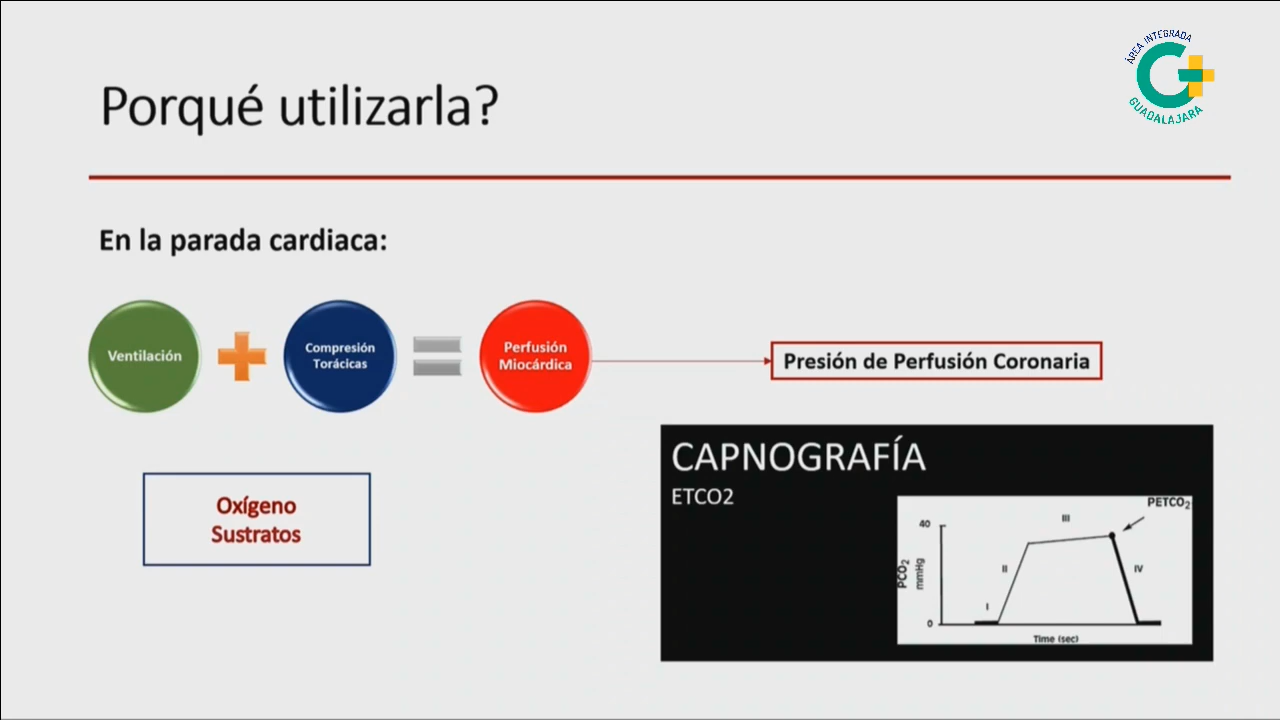 ÁREA INTEGRADA
GUADALAJARA
Porqué utilizarla?
En la parada cardiaca:
Ventilación
Compresión
Torácicas
Perfusión
Miocárdica
Presión de Perfusión Coronaria
Oxígeno
Sustratos
CAPNOGRAFÍA
ETCO2
PETCO2
III
40
PCO2
mmHg
II
IV
I
0
Time (sec)